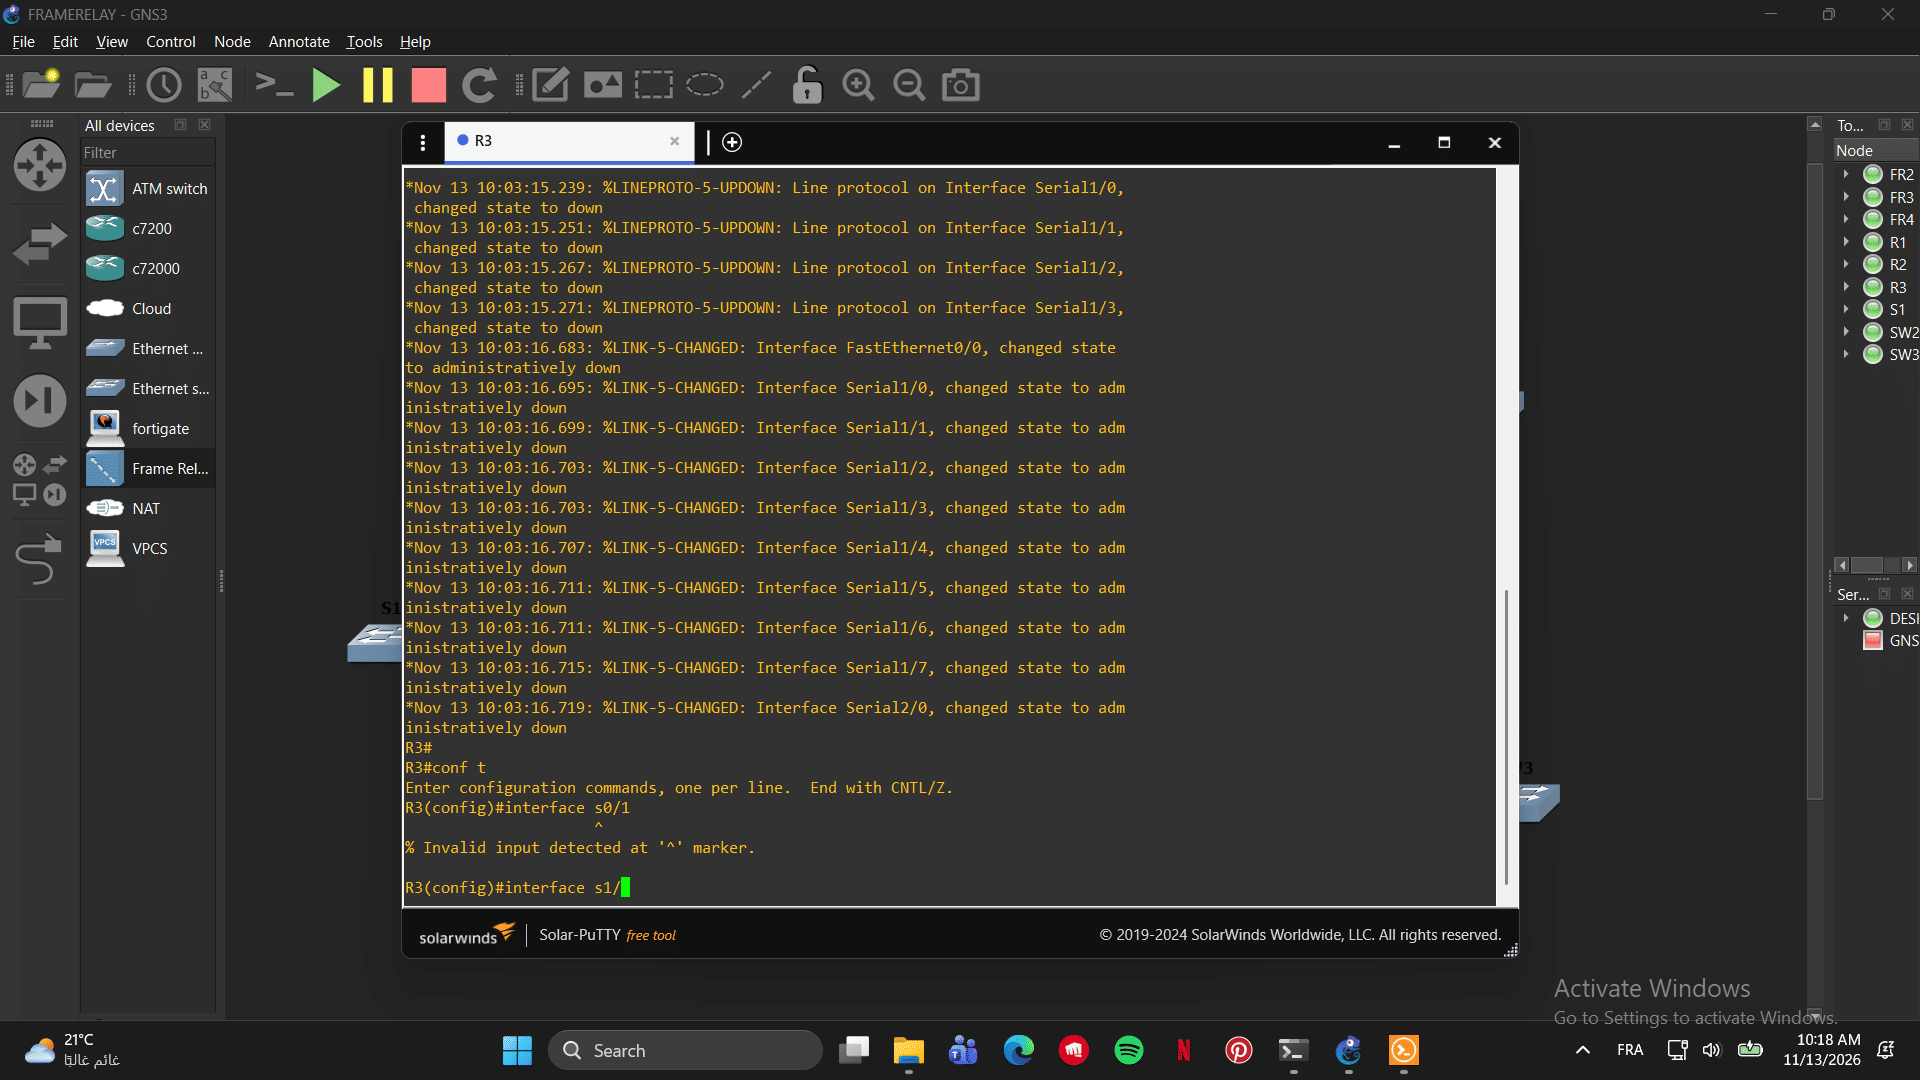 FRAMERELAY - GNS3
File Edit View Control Node Annotate Tools Help
All devices
Filter
ATM switch
c7200
c72000
Cloud
Ethernet ...
Ethernet s...
fortigate
Frame Rel...
NAT
VPCS
VPCS
S1
R3
*Nov 13 10:03:15.239: %LINEPROTO-5-UPDOWN: Line protocol on Interface Serial1/0,
changed state to down
*Nov 13 10:03:15.251: %LINEPROTO-5-UPDOWN: Line protocol on Interface Serial1/1,
changed state to down
*Nov 13 10:03:15.267: %LINEPROTO-5-UPDOWN: Line protocol on Interface Serial1/2,
changed state to down
*Nov 13 10:03:15.271: %LINEPROTO-5-UPDOWN: Line protocol on Interface Serial1/3,
changed state to down
*Nov 13 10:03:16.683: %LINK-5-CHANGED: Interface FastEthernet0/0, changed state
to administratively down
*Nov 13 10:03:16.695: %LINK-5-CHANGED: Interface Serial1/0, changed state to adm
inistratively down
*Nov 13 10:03:16.699: %LINK-5-CHANGED: Interface Serial1/1, changed state to adm
inistratively down
*Nov 13 10:03:16.703: %LINK-5-CHANGED: Interface Serial1/2, changed state to adm
inistratively down
*Nov 13 10:03:16.703: %LINK-5-CHANGED: Interface Serial1/3, changed state to adm
inistratively down
*Nov 13 10:03:16.707: %LINK-5-CHANGED: Interface Serial1/4, changed state to adm
inistratively down
*Nov 13 10:03:16.711: %LINK-5-CHANGED: Interface Serial1/5, changed state to adm
inistratively down
*Nov 13 10:03:16.711: %LINK-5-CHANGED: Interface Serial1/6, changed state to adm
inistratively down
*Nov 13 10:03:16.715: %LINK-5-CHANGED: Interface Serial1/7, changed state to adm
inistratively down
*Nov 13 10:03:16.719: %LINK-5-CHANGED: Interface Serial2/0, changed state to adm
inistratively down
R3#
R3#conf t
Enter configuration commands, one per line.  End with CNTL/Z.
R3(config)#interface s0/1
^
% Invalid input detected at '^' marker.
R3(config)#interface s1/
solarwinds
Solar-PuTTY free tool
© 2019-2024 SolarWinds Worldwide, LLC. All rights reserved.
To...
Node
FR2
FR3
FR4
R1
R2
R3
S1
SW2
SW3
Ser...
DESI
GNS
Activate Windows
Go to Settings to activate Windows.
21°C
غائم غالبًا
Search
FRA
10:18 AM
11/13/2026